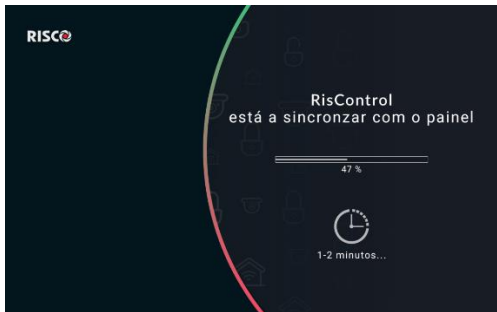 RISCO
RisControl
está a sincronzar com o painel
47 %
1-2 minutos...